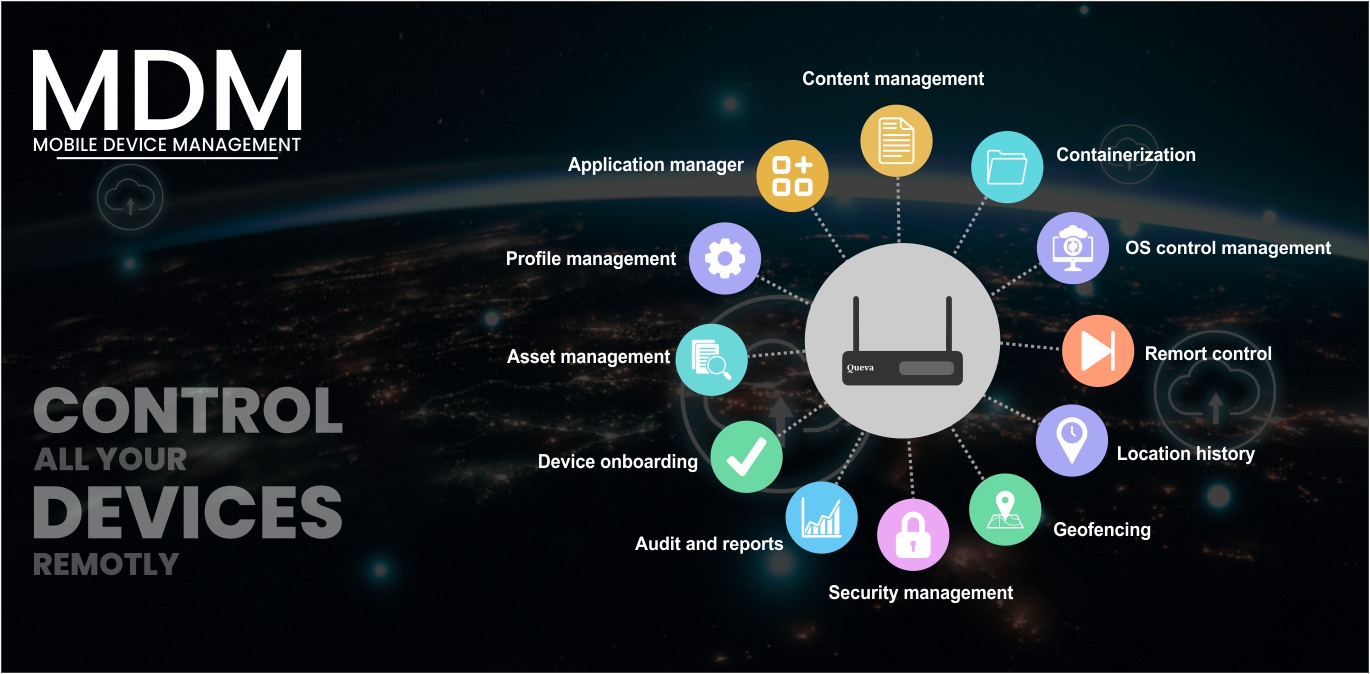 MDM
MOBILE DEVICE MANAGEMENT
CONTROL
ALL YOUR
DEVICES
REMOTLY
Content management
Containerization
Application manager
OS control management
Profile management
Remort control
Asset management
Queva
Location history
Device onboarding
Geofencing
Audit and reports
Security management